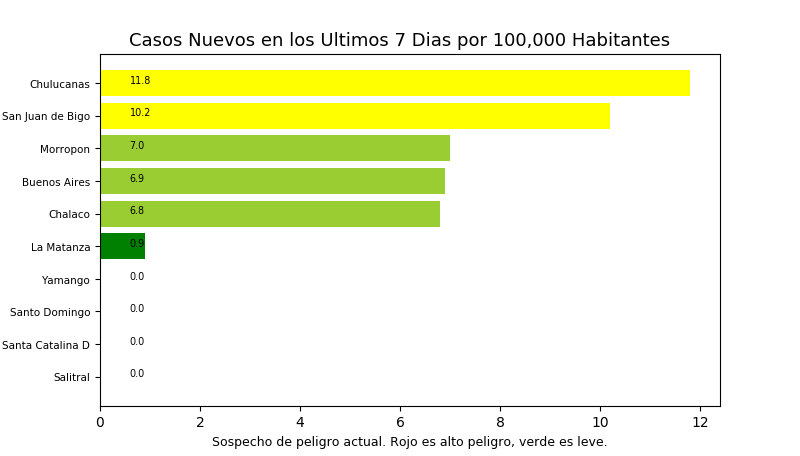 Casos Nuevos en los Ultimos 7 Dias por 100,000 Habitantes
Chulucanas 11.8
San Juan de Bigo 10.2
Morropon 7.0
Buenos Aires 6.9
Chalaco 6.8
La Matanza 0.9
Yamango 0.0
Santo Domingo 0.0
Santa Catalina D 0.0
Salitral 0.0
0 2 4 6 8 10 12
Sospecho de peligro actual. Rojo es alto peligro, verde es leve.